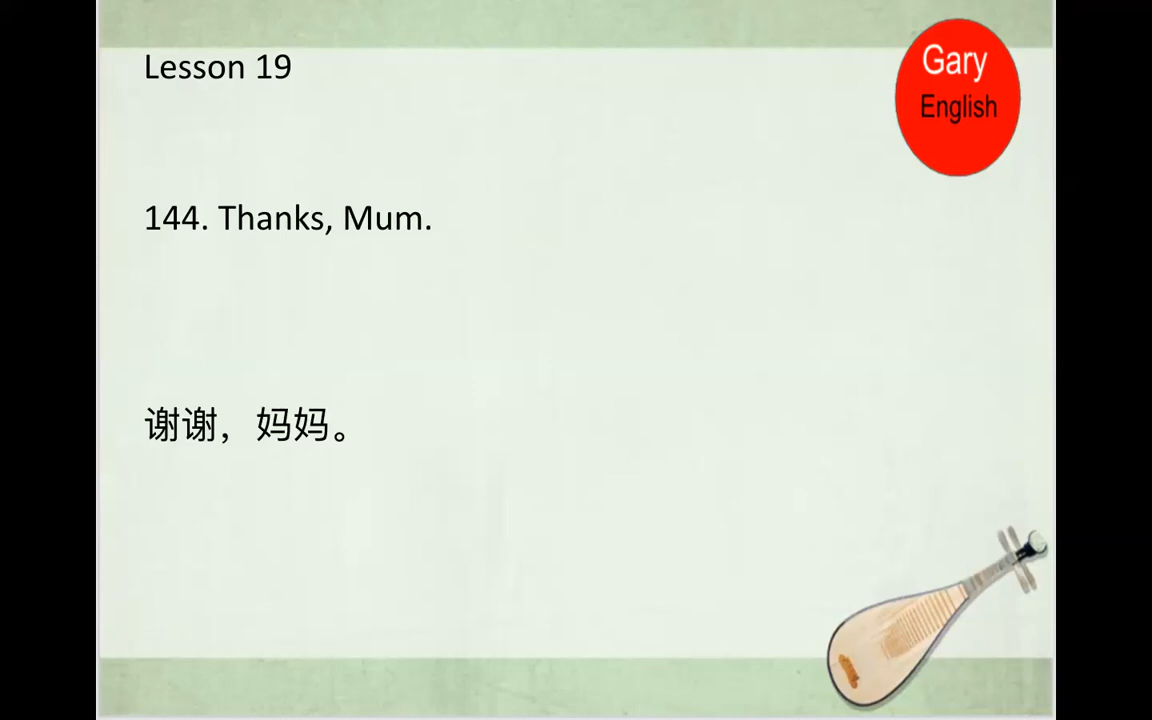 Lesson 19
Gary
English
144. Thanks, Mum.
谢谢，妈妈。